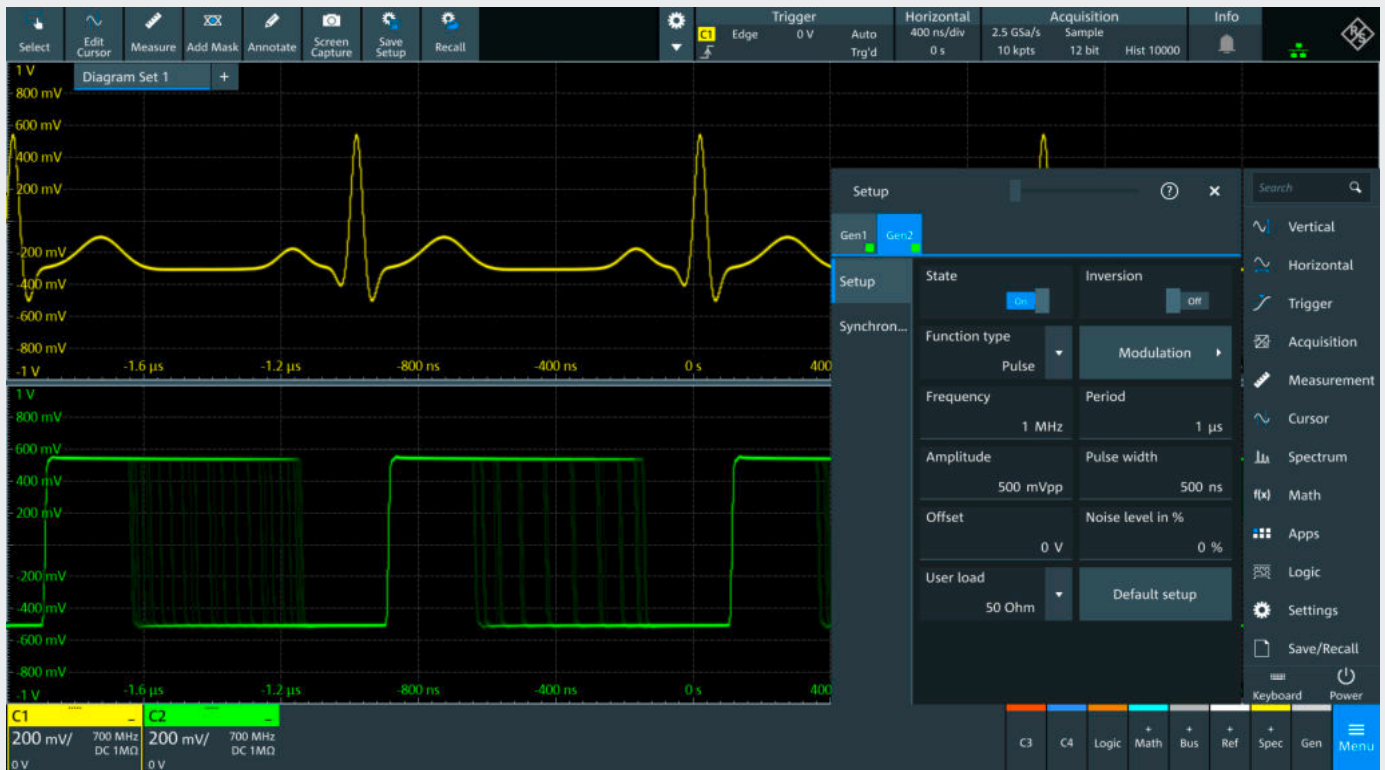 Select
Edit
Cursor
Measure
Add Mask
Annotate
Screen
Capture
Save
Setup
Recall
Trigger
C1 Edge 0 V Auto
Trg'd
Horizontal
400 ns/div
0 s
Acquisition
2.5 GSa/s Sample
10 kpts 12 bit Hist 10000
Info
R&S
Diagram Set 1 +
1 V
800 mV
600 mV
400 mV
200 mV
-200 mV
-400 mV
-600 mV
-800 mV
-1 V
-1.6 µs -1.2 µs -800 ns -400 ns 0 s 400
1 V
800 mV
600 mV
400 mV
200 mV
-200 mV
-400 mV
-600 mV
-800 mV
-1 V
-1.6 µs -1.2 µs -800 ns -400 ns 0 s 400
Setup ? ×
Gen1 Gen2
Setup
Synchron...
State
On
Inversion
Off
Function type
Pulse
Modulation
Frequency
1 MHz
Period
1 µs
Amplitude
500 mVpp
Pulse width
500 ns
Offset
0 V
Noise level in %
0 %
User load
50 Ohm
Default setup
Search
Vertical
Horizontal
Trigger
Acquisition
Measurement
Cursor
Spectrum
f(x) Math
Apps
Logic
Settings
Save/Recall
Keyboard Power
C1
200 mV/ 700 MHz
DC 1MΩ
0 V
C2
200 mV/ 700 MHz
DC 1MΩ
0 V
C3
C4
Logic
+
Math
+
Bus
+
Ref
+
Spec
Gen
Menu